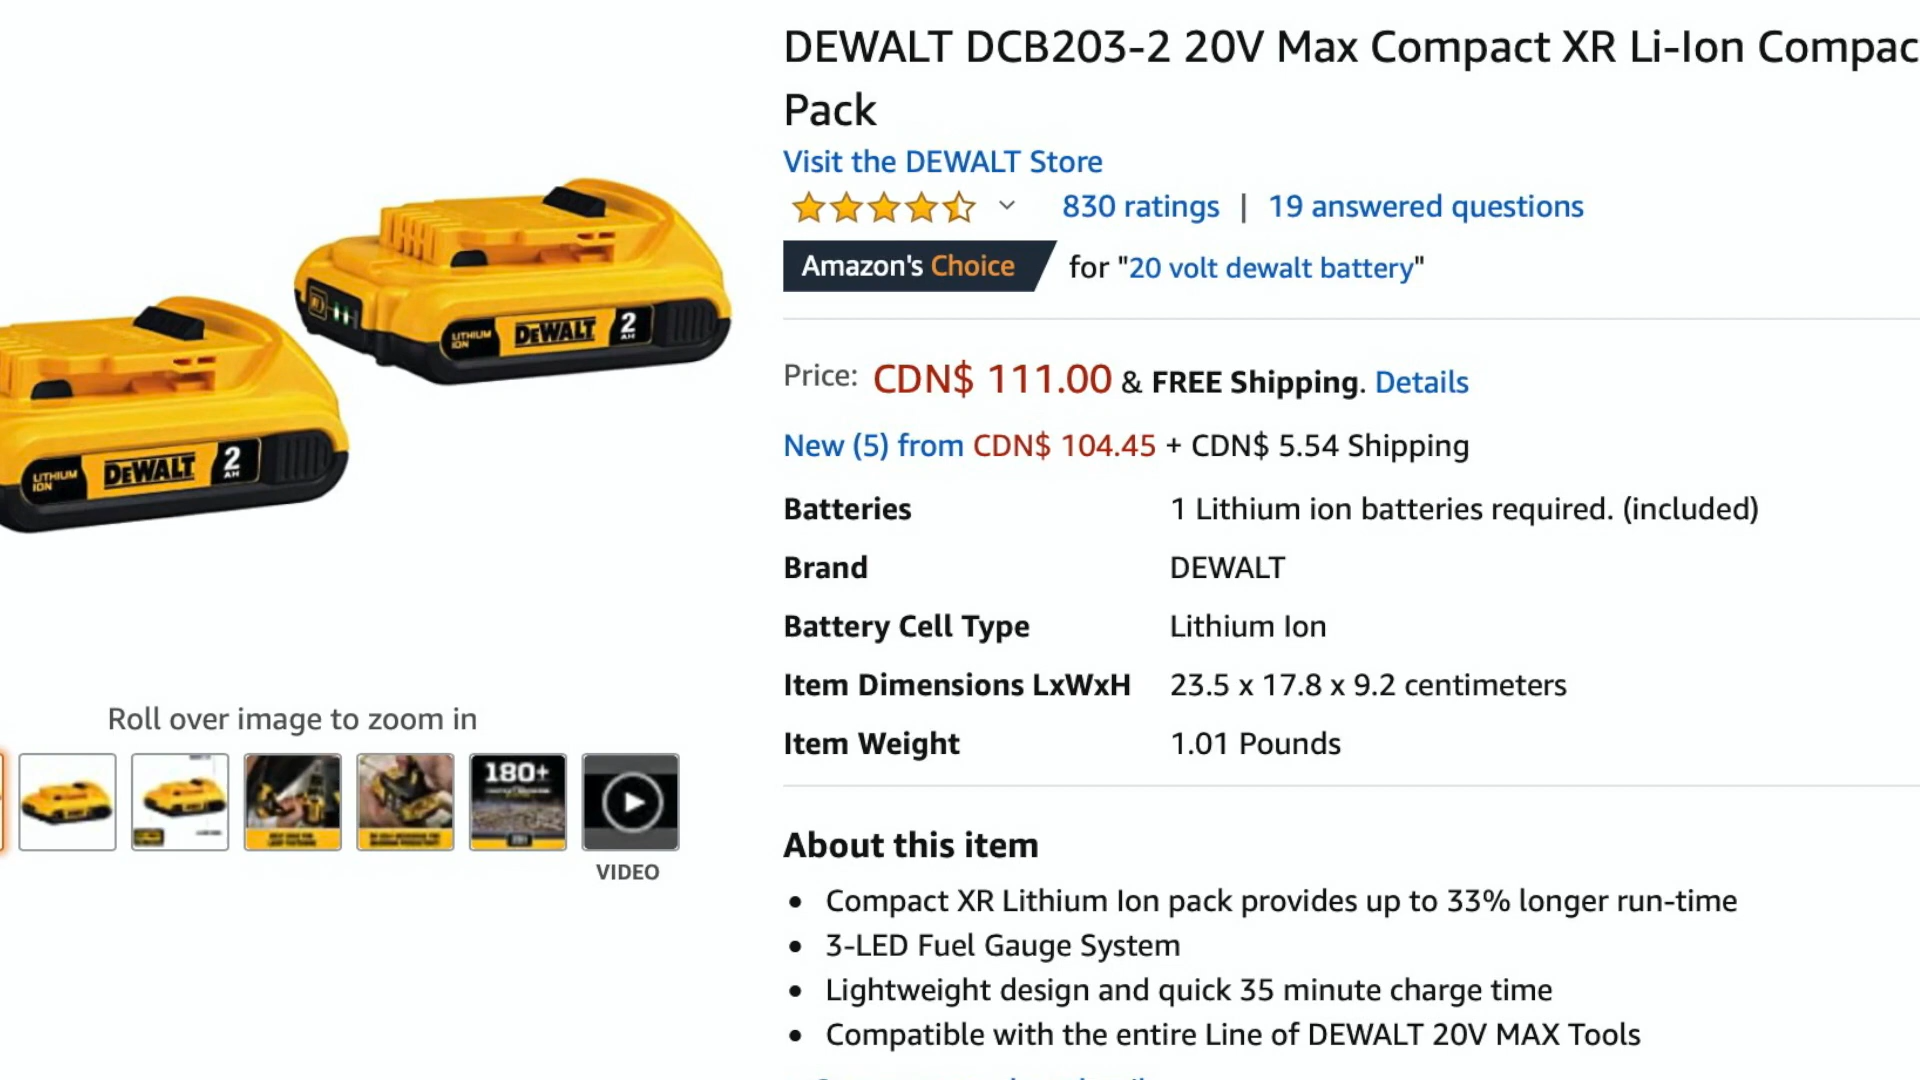 DEWALT DCB203-2 20V Max Compact XR Li-Ion Compac
Pack
Visit the DEWALT Store
830 ratings | 19 answered questions
Amazon's Choice for "20 volt dewalt battery"
Price: CDN$ 111.00 & FREE Shipping. Details
New (5) from CDN$ 104.45 + CDN$ 5.54 Shipping
Batteries 1 Lithium ion batteries required. (included)
Brand DEWALT
Battery Cell Type Lithium Ion
Item Dimensions LxWxH 23.5 x 17.8 x 9.2 centimeters
Item Weight 1.01 Pounds
About this item
• Compact XR Lithium Ion pack provides up to 33% longer run-time
• 3-LED Fuel Gauge System
• Lightweight design and quick 35 minute charge time
• Compatible with the entire Line of DEWALT 20V MAX Tools
LITHIUM ION DEWALT 2 AH
LITHIUM ION DEWALT 2 AH
Roll over image to zoom in
180+
VIDEO